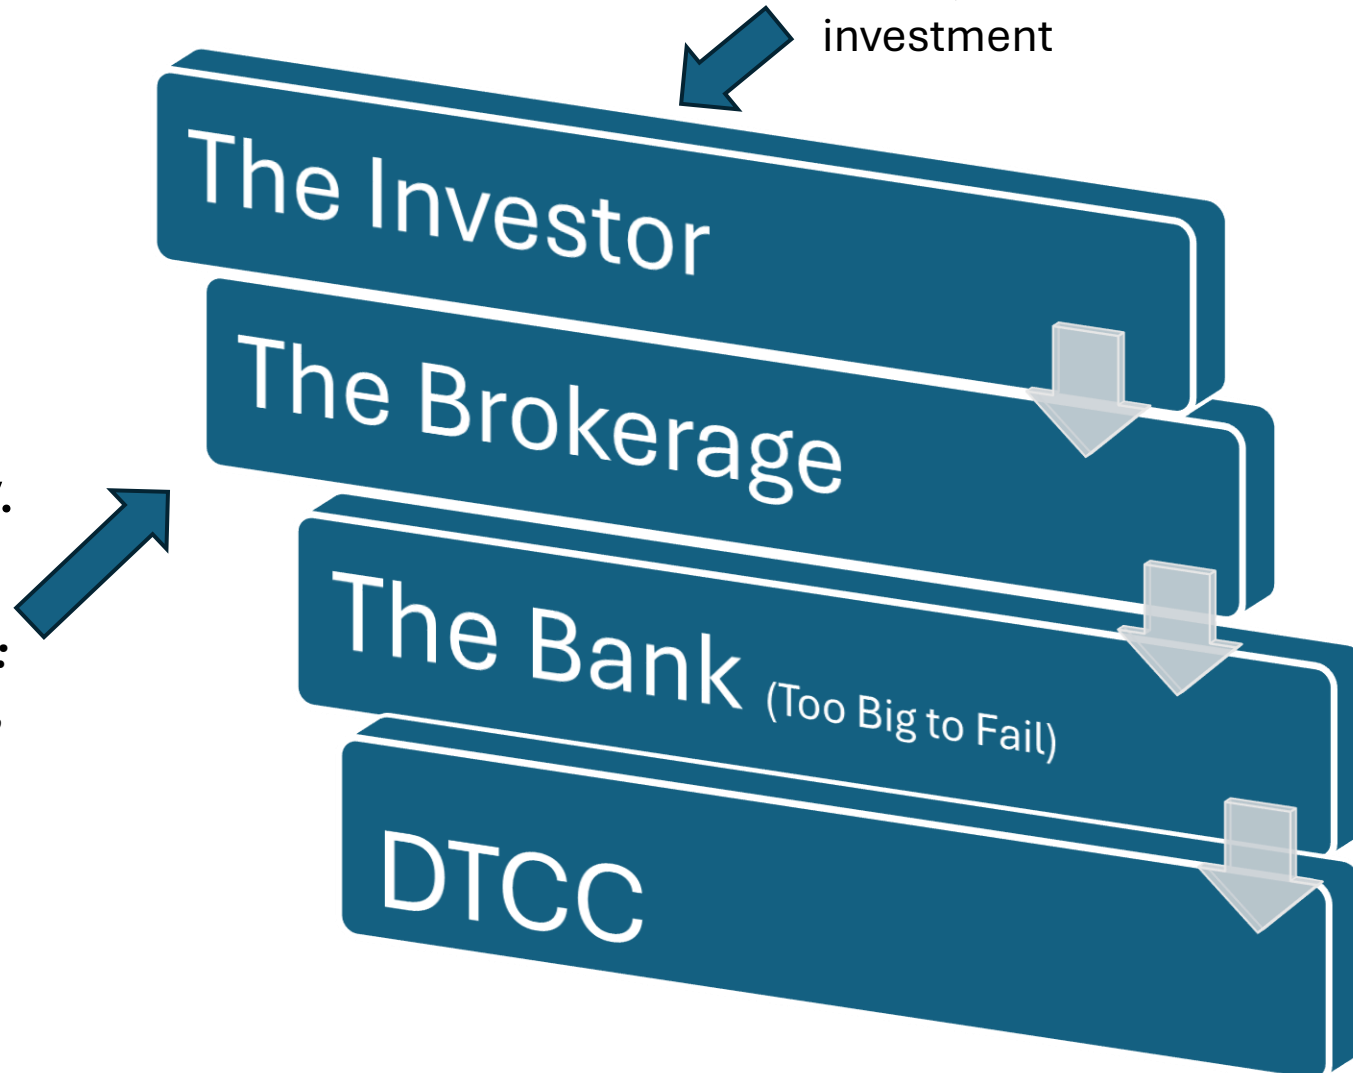 investment
The Investor
The Brokerage
The Bank (Too Big to Fail)
DTCC